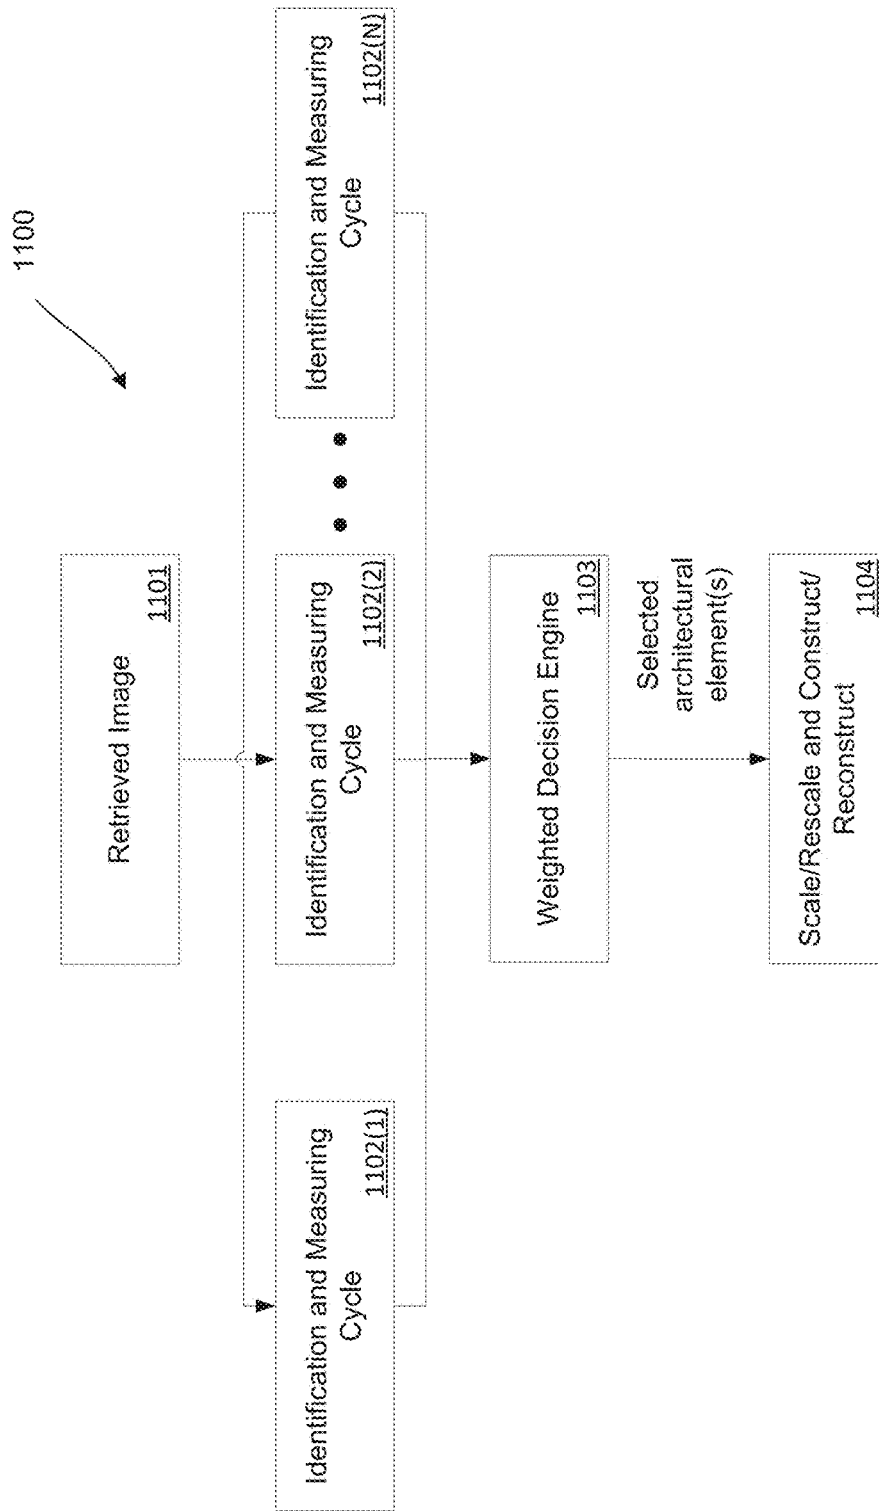 1100
Retrieved Image
1101
Identification and Measuring
Cycle
1102(1)
Identification and Measuring
Cycle
1102(2)
Identification and Measuring
Cycle
1102(N)
Weighted Decision Engine
1103
Selected
architectural
element(s)
Scale/Rescale and Construct/
Reconstruct
1104